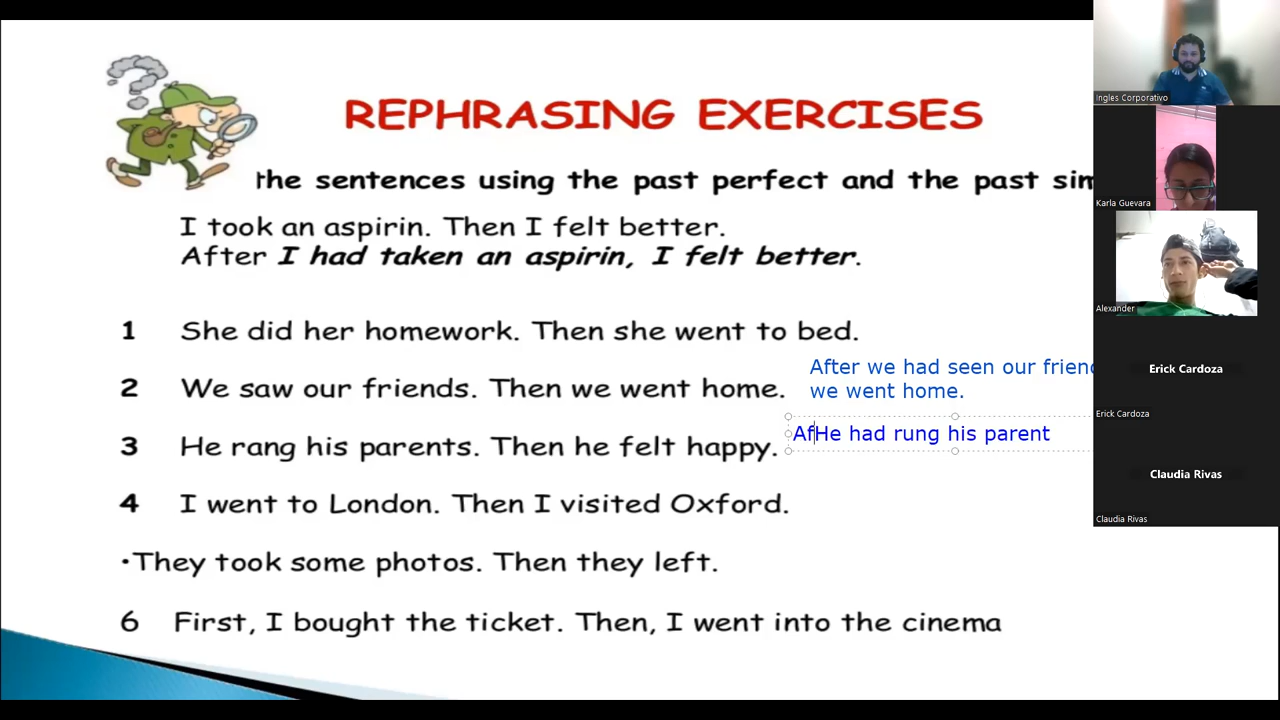 REPHRASING EXERCISES
the sentences using the past perfect and the past sim
I took an aspirin. Then I felt better.
After I had taken an aspirin, I felt better.
1 She did her homework. Then she went to bed.
2 We saw our friends. Then we went home.
After we had seen our friend
we went home.
3 He rang his parents. Then he felt happy.
AfHe had rung his parent
4 I went to London. Then I visited Oxford.
•They took some photos. Then they left.
6 First, I bought the ticket. Then, I went into the cinema
Ingles Corporativo
Karla Guevara
Alexander
Erick Cardoza
Erick Cardoza
Claudia Rivas
Claudia Rivas